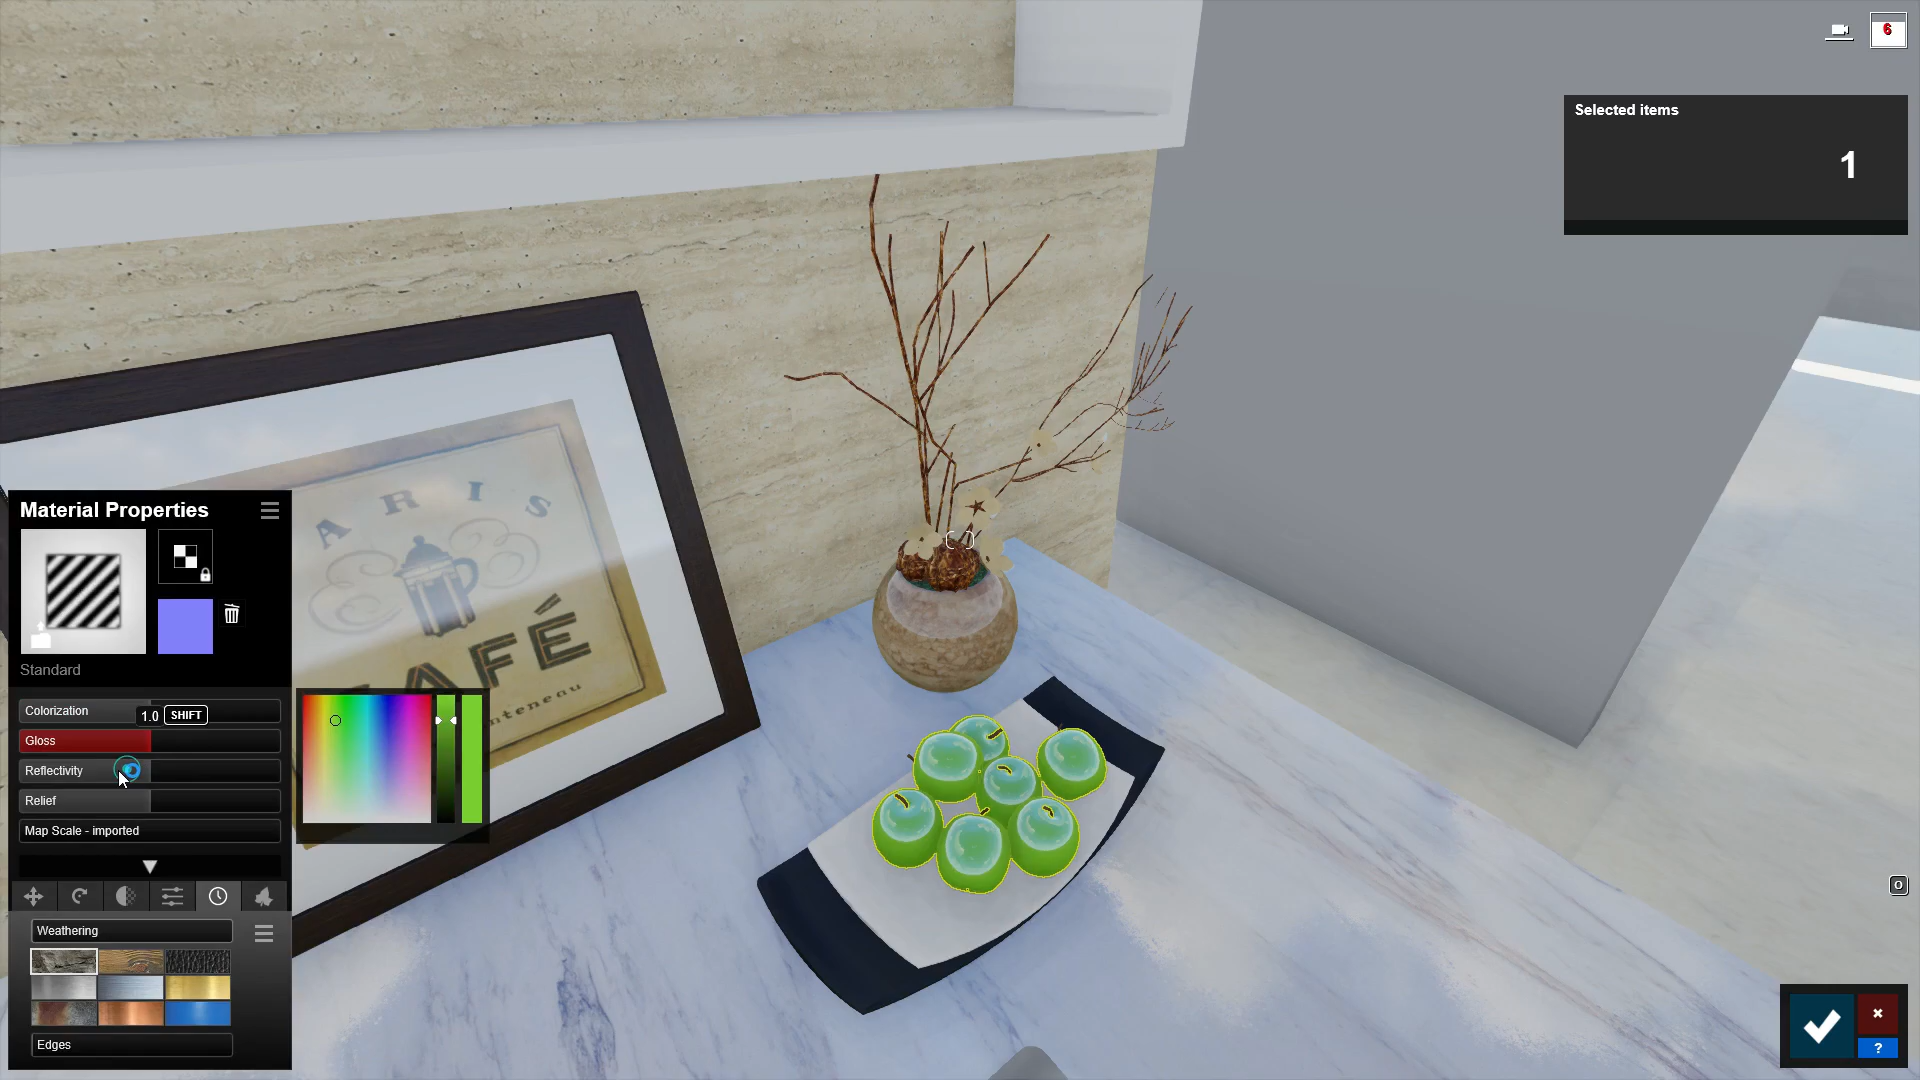 6
Selected items
1
ARIS
AFÉ
nteneau
Material Properties
Standard
Colorization
1.0 SHIFT
Gloss
Reflectivity
Relief
Map Scale - imported
O
Weathering
Edges
?